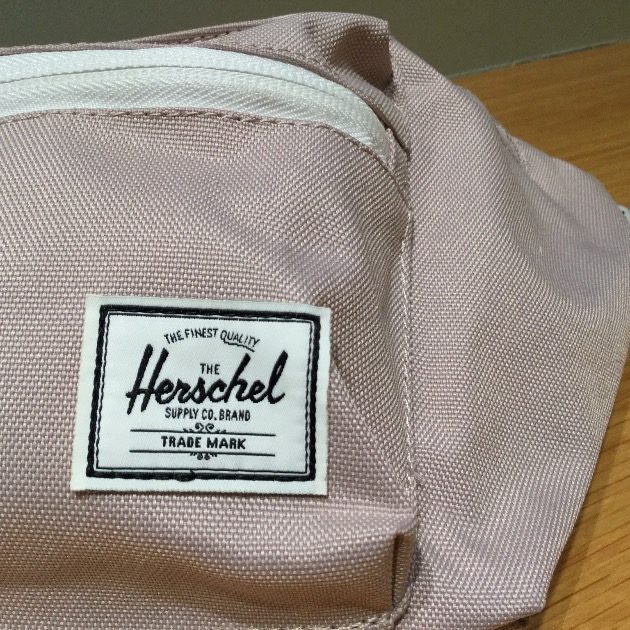 THE FINEST QUALITY
THE
Herschel
SUPPLY CO. BRAND
TRADE MARK